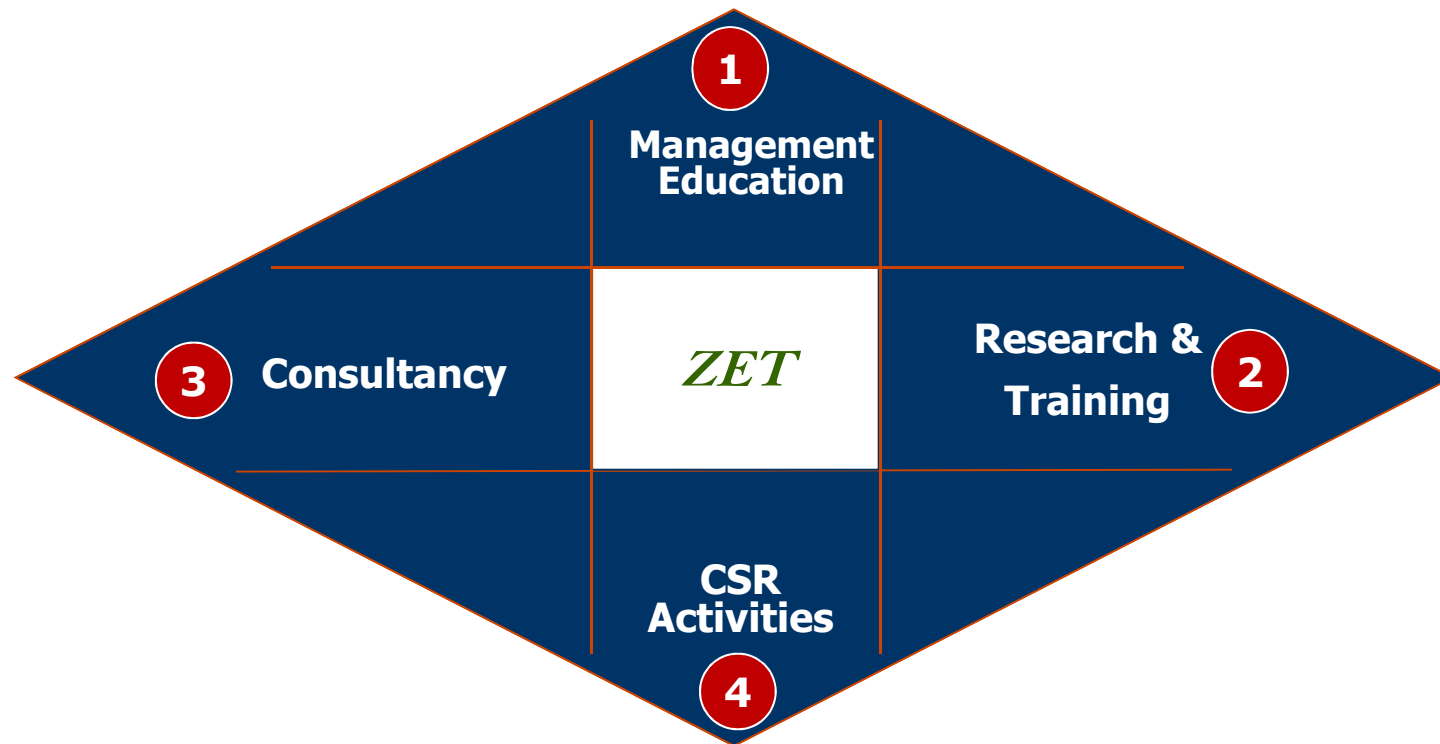 1
Management
Education
Research &
Training
2
3
Consultancy
ZET
CSR
Activities
4